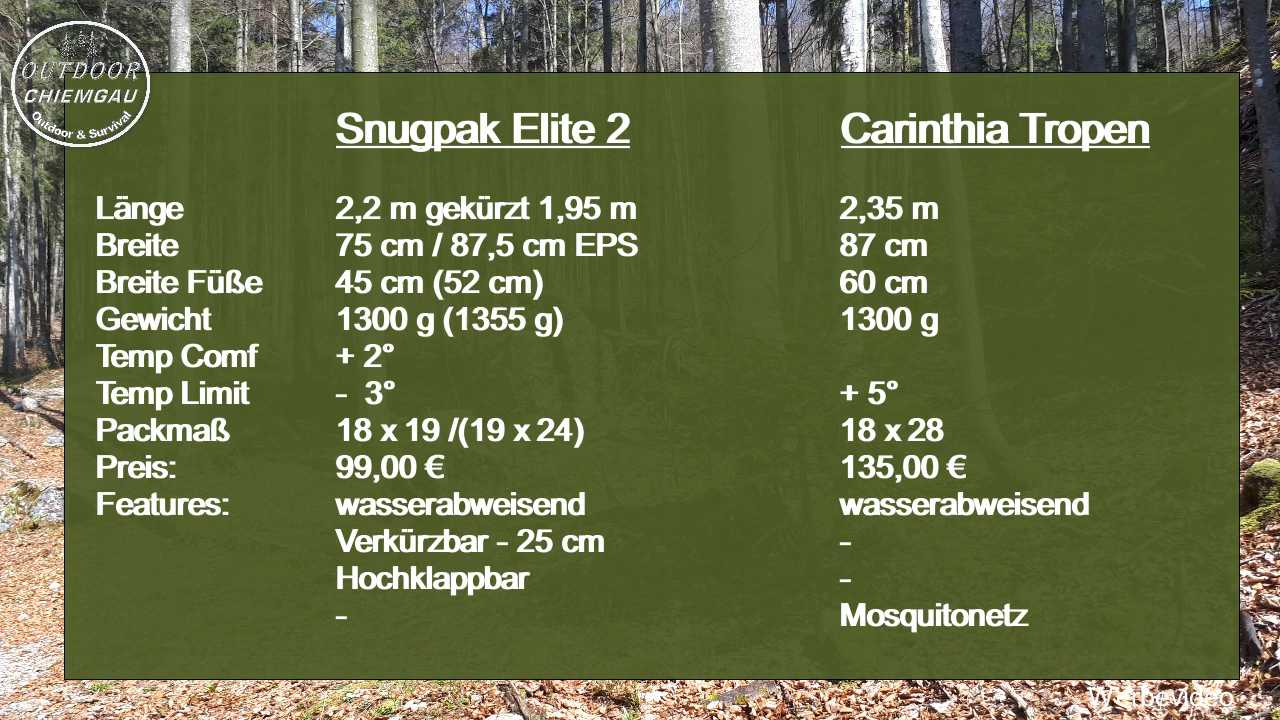 OUTDOOR
CHIEMGAU
Outdoor & Survival
Snugpak Elite 2 Carinthia Tropen
Länge 2,2 m gekürzt 1,95 m 2,35 m
Breite 75 cm / 87,5 cm EPS 87 cm
Breite Füße 45 cm (52 cm) 60 cm
Gewicht 1300 g (1355 g) 1300 g
Temp Comf + 2°
Temp Limit - 3° + 5°
Packmaß 18 x 19 /(19 x 24) 18 x 28
Preis: 99,00 € 135,00 €
Features: wasserabweisend wasserabweisend
Verkürzbar - 25 cm -
Hochklappbar -
- Mosquitonetz
Werbevideo